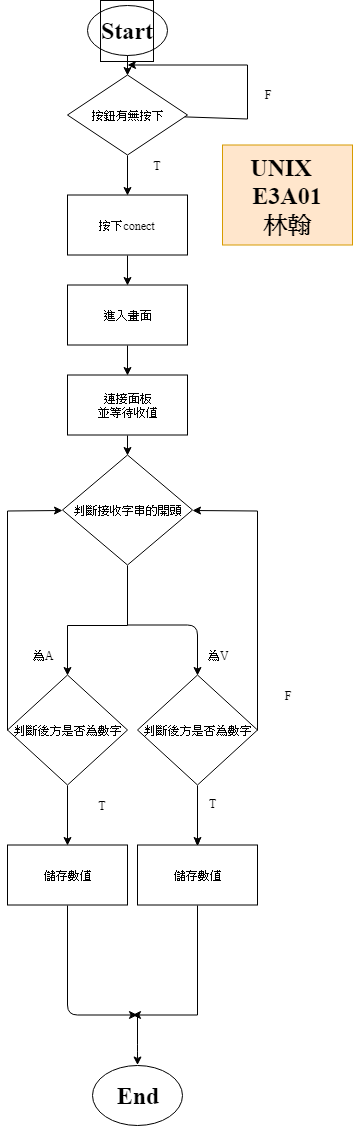 Start
F
按鈕有無按下
T
UNIX
E3A01
林翰
按下conect
進入畫面
連接面板
並等待收值
判斷接收字串的開頭
為A
為V
F
判斷後方是否為數字
判斷後方是否為數字
T
T
儲存數值
儲存數值
End